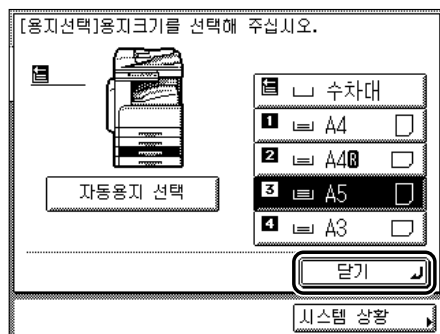 [용지선택]용지크기를 선택해 주십시오.
수차대
1 A4
2 A4R
자동용지 선택
3 A5
4 A3
닫기
시스템 상황